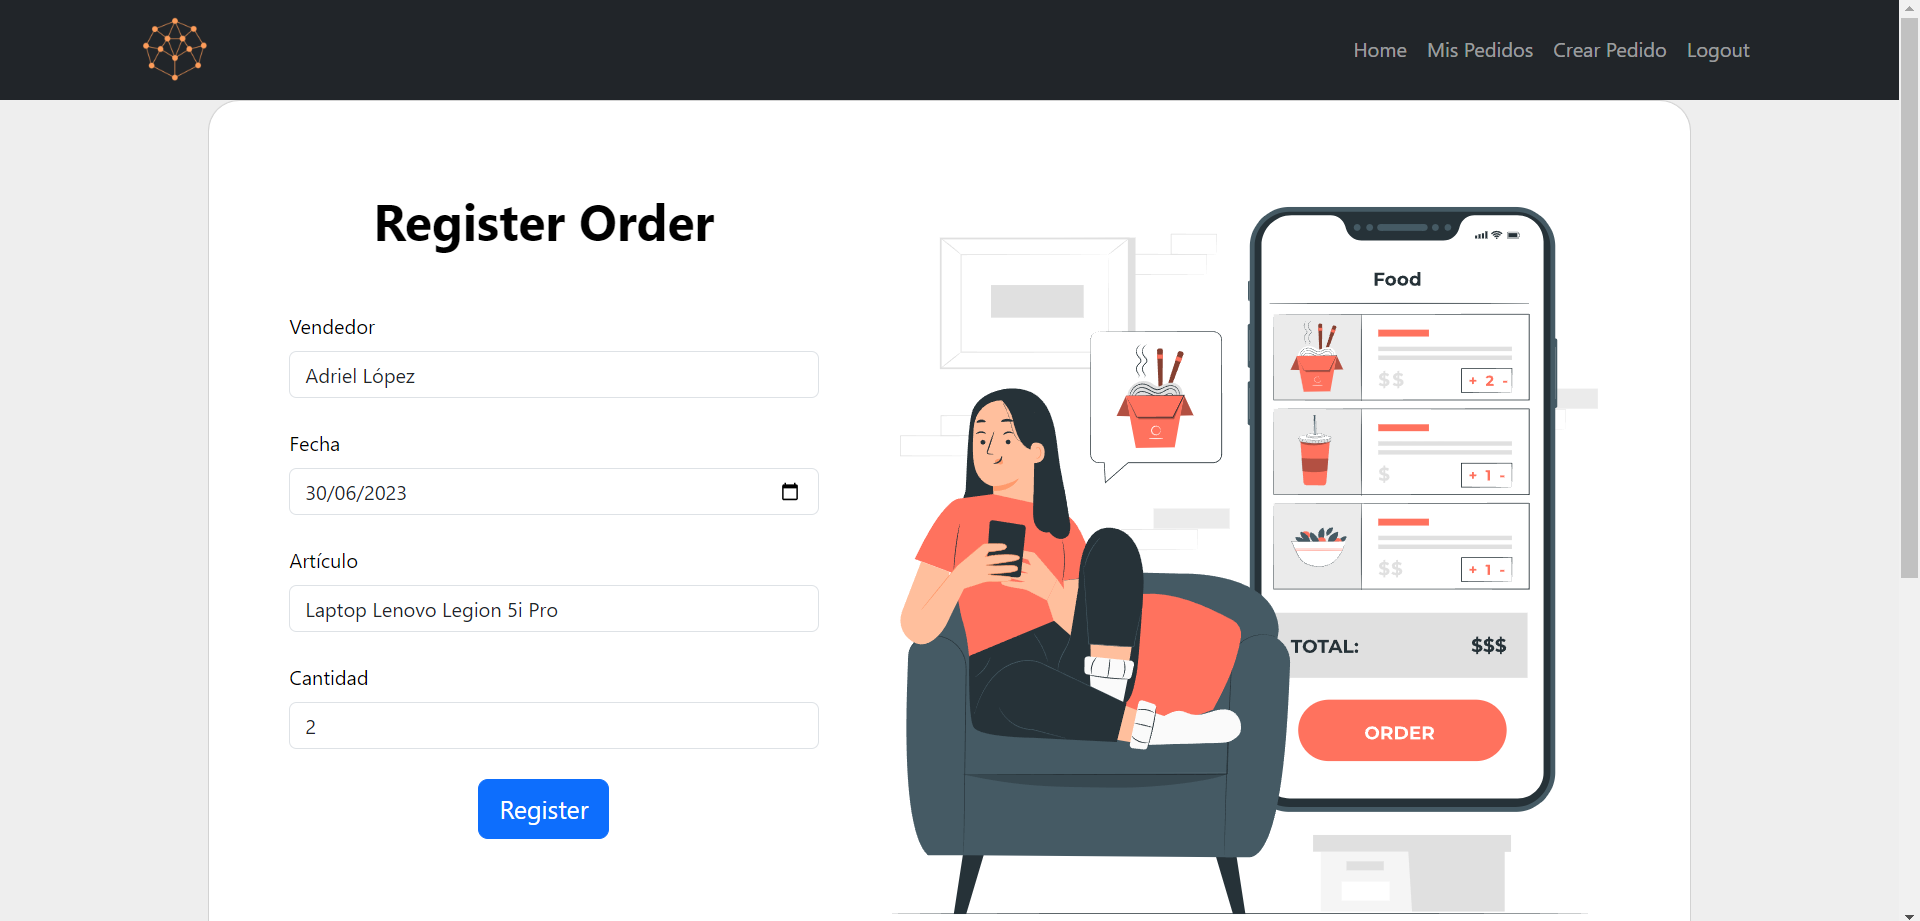 Home Mis Pedidos Crear Pedido Logout
Register Order
Vendedor
Adriel López
Fecha
30/06/2023
Artículo
Laptop Lenovo Legion 5i Pro
Cantidad
2
Register
Food
$$ + 2 -
$ + 1 -
$$ + 1 -
TOTAL: $$$
ORDER